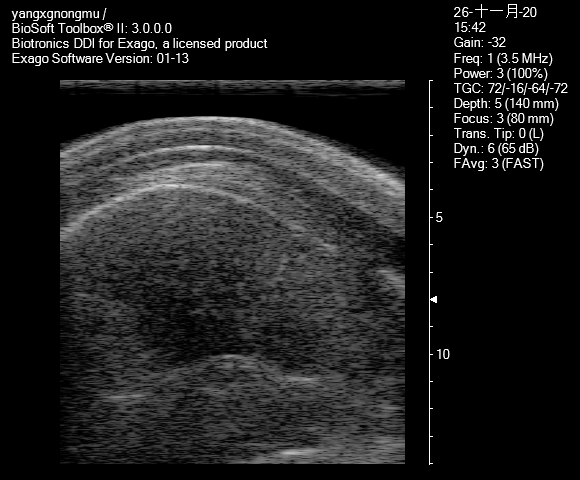 yangxgnongmu /
BioSoft Toolbox® II: 3.0.0.0
Biotronics DDI for Exago, a licensed product
Exago Software Version: 01-13
26-十一月-20
15:42
Gain: -32
Freq: 1 (3.5 MHz)
Power: 3 (100%)
TGC: 72/-16/-64/-72
Depth: 5 (140 mm)
Focus: 3 (80 mm)
Trans. Tip: 0 (L)
Dyn.: 6 (65 dB)
FAvg: 3 (FAST)
5
10